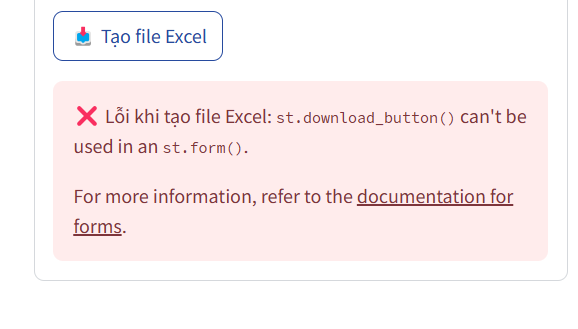 📥 Tạo file Excel
❌ Lỗi khi tạo file Excel: st.download_button() can't be
used in an st.form().
For more information, refer to the documentation for
forms.